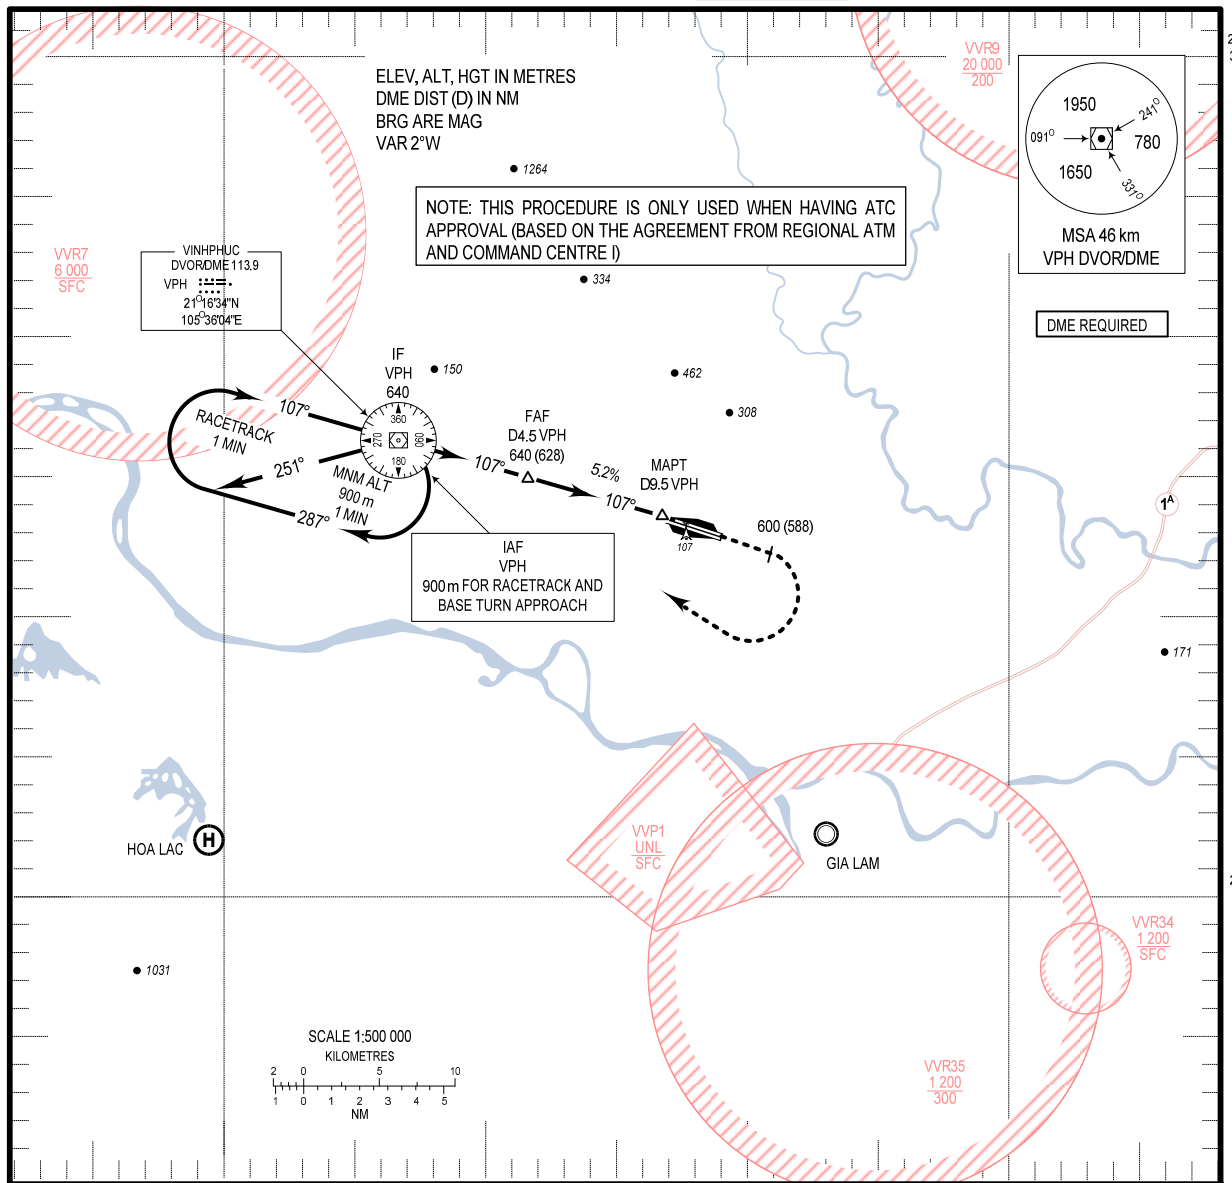 ELEV, ALT, HGT IN METRES
DME DIST (D) IN NM
BRG ARE MAG
VAR 2°W
VVR9
20 000
200
1950
241°
091°
780
1650
331°
MSA 46 km
VPH DVOR/DME
1264
NOTE: THIS PROCEDURE IS ONLY USED WHEN HAVING ATC
APPROVAL (BASED ON THE AGREEMENT FROM REGIONAL ATM
AND COMMAND CENTRE I)
VVR7
6 000
SFC
VINHPHUC
DVOR/DME 113.9
VPH
21°16'34"N
105°36'04"E
334
DME REQUIRED
IF
VPH
640
150
462
308
107°
RACETRACK
1 MIN
360
270
090
180
251°
MNM ALT
900 m
1 MIN
287°
FAF
D4.5 VPH
640 (628)
107°
5.2%
107°
MAPT
D9.5 VPH
107
600 (588)
1A
IAF
VPH
900 m FOR RACETRACK AND
BASE TURN APPROACH
171
HOA LAC
H
VVP1
UNL
SFC
GIA LAM
VVR34
1 200
SFC
1031
SCALE 1:500 000
KILOMETRES
2 0 5 10
1 0 1 2 3 4 5
NM
VVR35
1 200
300